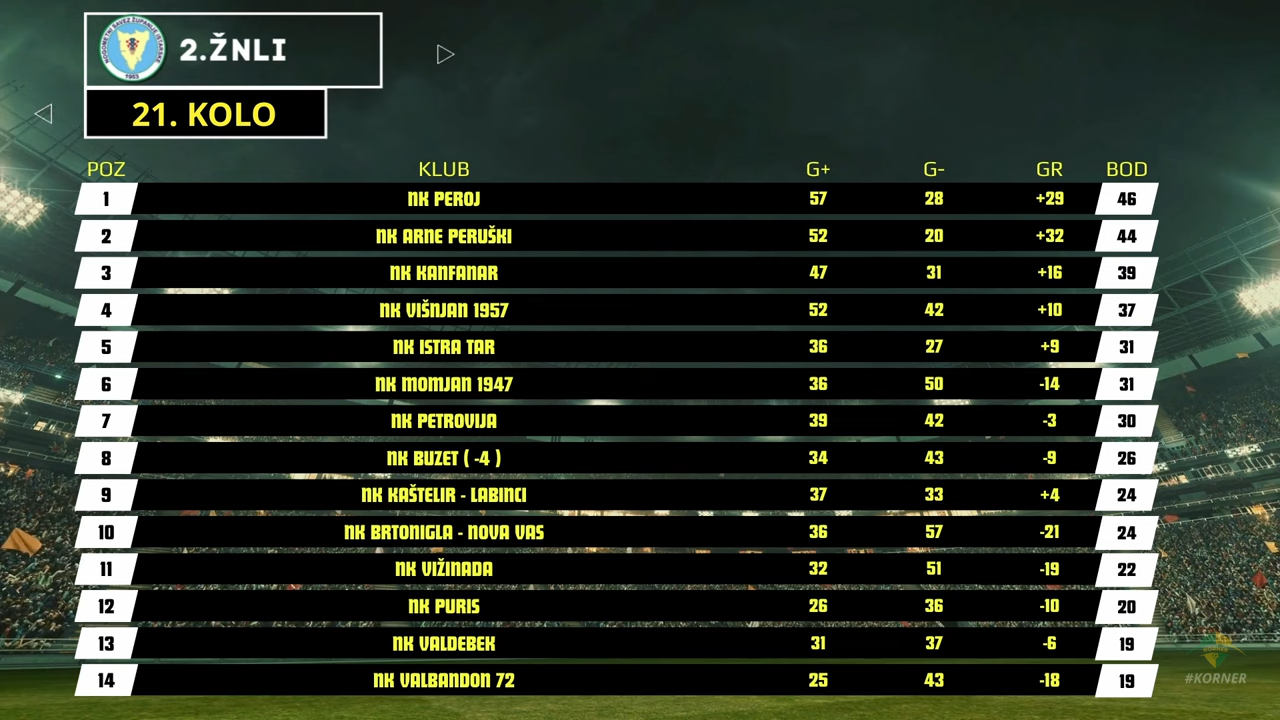 NOGOMETNI SAVEZ ŽUPANIJE ISTARSKE
1953
2.ŽNLI
21. KOLO
POZ KLUB G+ G- GR BOD
1 NK PEROJ 57 28 +29 46
2 NK ARNE PERUŠKI 52 20 +32 44
3 NK KANFANAR 47 31 +16 39
4 NK VIŠNJAN 1957 52 42 +10 37
5 NK ISTRA TAR 36 27 +9 31
6 NK MOMJAN 1947 36 50 -14 31
7 NK PETROVIJA 39 42 -3 30
8 NK BUZET ( -4 ) 34 43 -9 26
9 NK KAŠTELIR - LABINCI 37 33 +4 24
10 NK BRTONIGLA - NOVA VAS 36 57 -21 24
11 NK VIŽINADA 32 51 -19 22
12 NK PURIS 26 36 -10 20
13 NK VALDEBEK 31 37 -6 19
14 NK VALBANDON 72 25 43 -18 19
KORNER
#KORNER